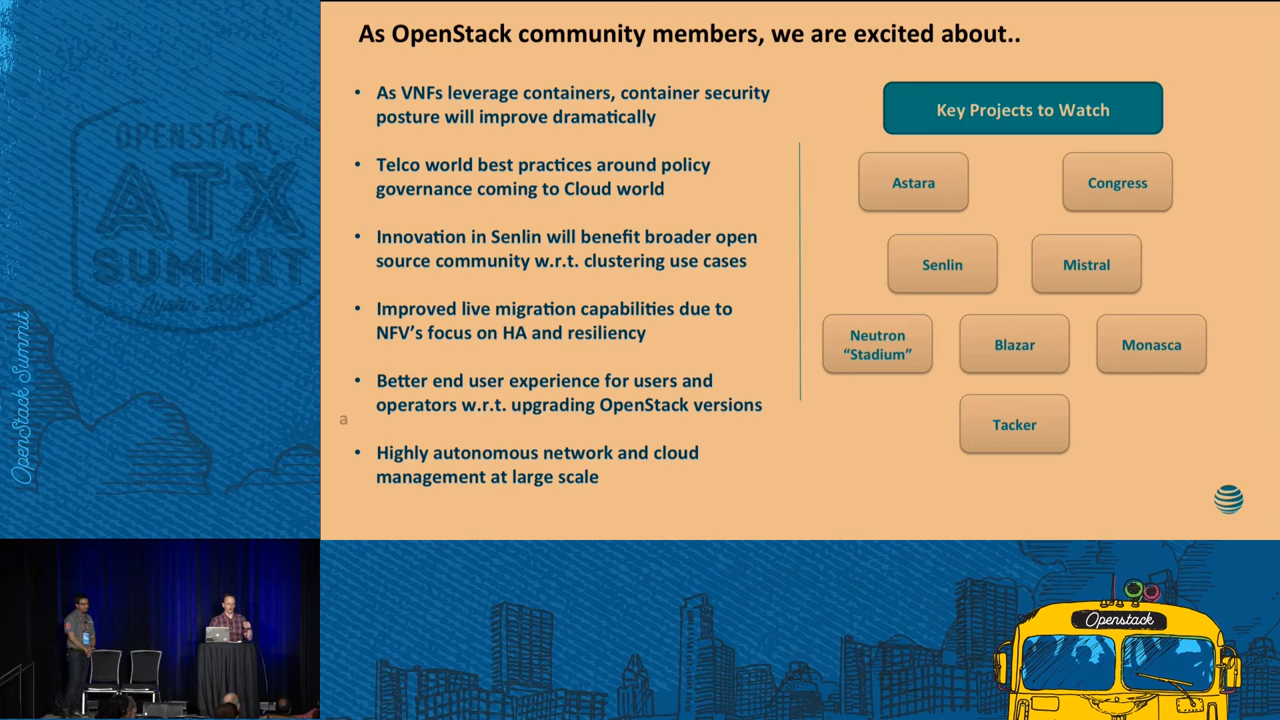 As OpenStack community members, we are excited about..
• As VNFs leverage containers, container security
posture will improve dramatically
• Telco world best practices around policy
governance coming to Cloud world
• Innovation in Senlin will benefit broader open
source community w.r.t. clustering use cases
• Improved live migration capabilities due to
NFV's focus on HA and resiliency
• Better end user experience for users and
operators w.r.t. upgrading OpenStack versions
a
• Highly autonomous network and cloud
management at large scale
Key Projects to Watch
Astara
Congress
Senlin
Mistral
Neutron
“Stadium”
Blazar
Monasca
Tacker
OPENSTACK
ATX
SUMMIT
Austin 2016
OpenStack Summit
Openstack